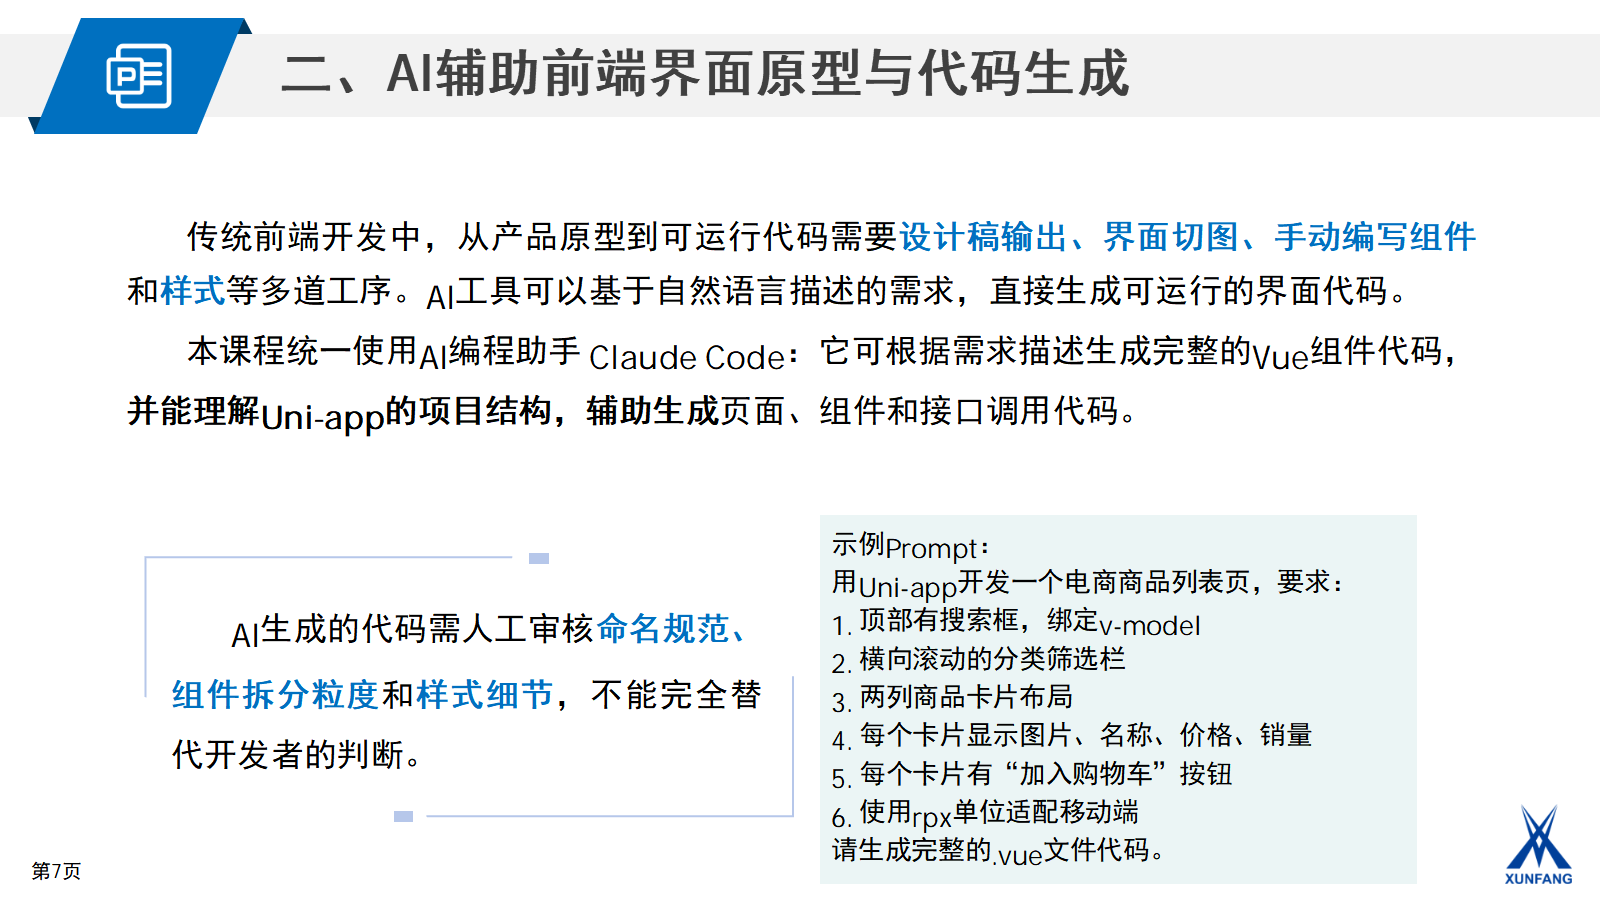 二、AI辅助前端界面原型与代码生成
传统前端开发中，从产品原型到可运行代码需要设计稿输出、界面切图、手动编写组件
和样式等多道工序。AI工具可以基于自然语言描述的需求，直接生成可运行的界面代码。
本课程统一使用AI编程助手 Claude Code：它可根据需求描述生成完整的Vue组件代码，
并能理解Uni-app的项目结构，辅助生成页面、组件和接口调用代码。
AI生成的代码需人工审核命名规范、
组件拆分粒度和样式细节，不能完全替
代开发者的判断。
示例Prompt：
用Uni-app开发一个电商商品列表页，要求：
1. 顶部有搜索框，绑定v-model
2. 横向滚动的分类筛选栏
3. 两列商品卡片布局
4. 每个卡片显示图片、名称、价格、销量
5. 每个卡片有“加入购物车”按钮
6. 使用rpx单位适配移动端
请生成完整的.vue文件代码。
第7页
XUNFANG